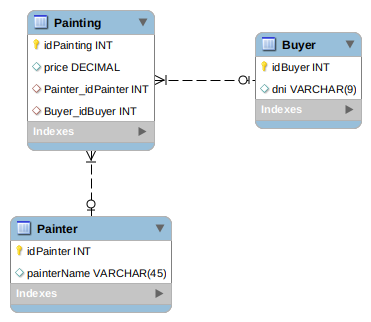 Painting
idPainting INT
price DECIMAL
Painter_idPainter INT
Buyer_idBuyer INT
Indexes
Buyer
idBuyer INT
dni VARCHAR(9)
Indexes
Painter
idPainter INT
painterName VARCHAR(45)
Indexes